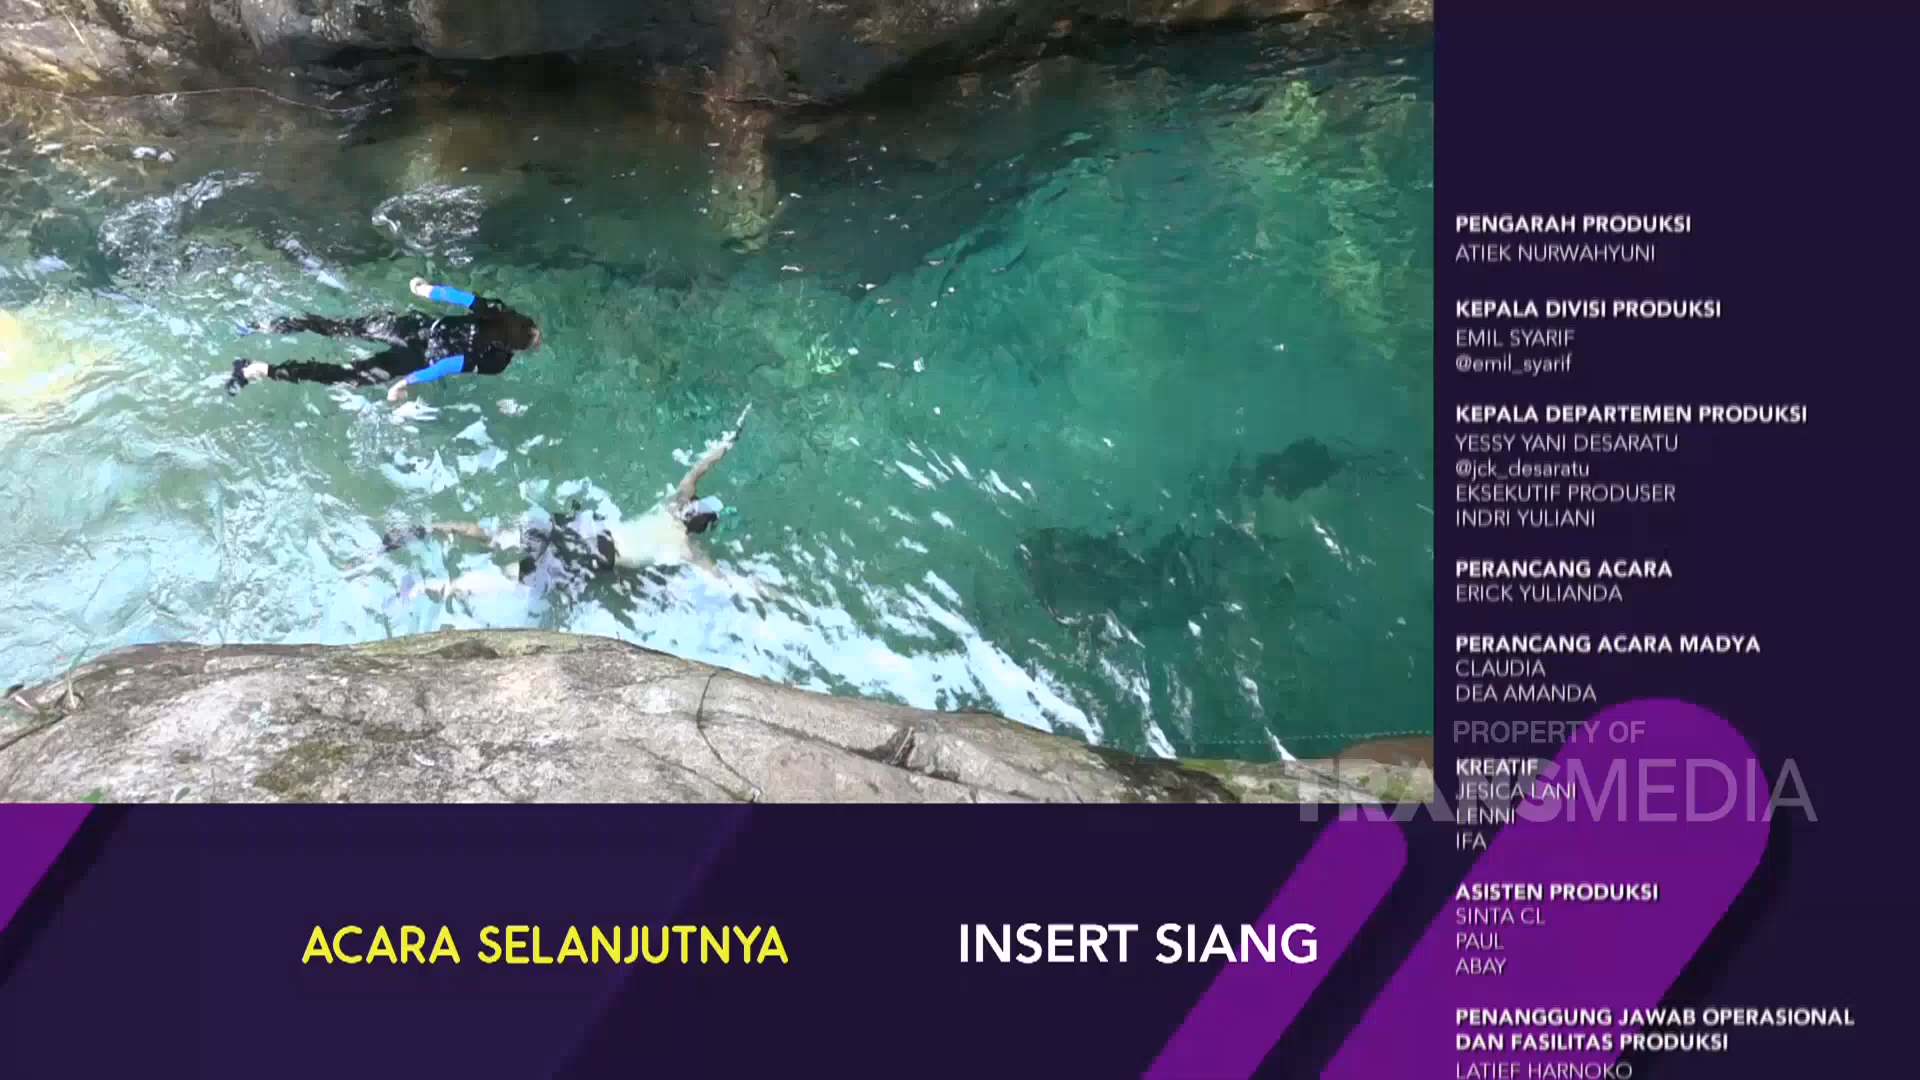 PENGARAH PRODUKSI
ATIEK NURWAHYUNI
KEPALA DIVISI PRODUKSI
EMIL SYARIF
@emil_syarif
KEPALA DEPARTEMEN PRODUKSI
YESSY YANI DESARATU
@jck_desaratu
EKSEKUTIF PRODUSER
INDRI YULIANI
PERANCANG ACARA
ERICK YULIANDA
PERANCANG ACARA MADYA
CLAUDIA
DEA AMANDA
PROPERTY OF
TRANSMEDIA
KREATIF
JESICA LANI
LENNI
IFA
ASISTEN PRODUKSI
SINTA CL
PAUL
ABAY
PENANGGUNG JAWAB OPERASIONAL
DAN FASILITAS PRODUKSI
LATIEF HARNOKO
ACARA SELANJUTNYA
INSERT SIANG